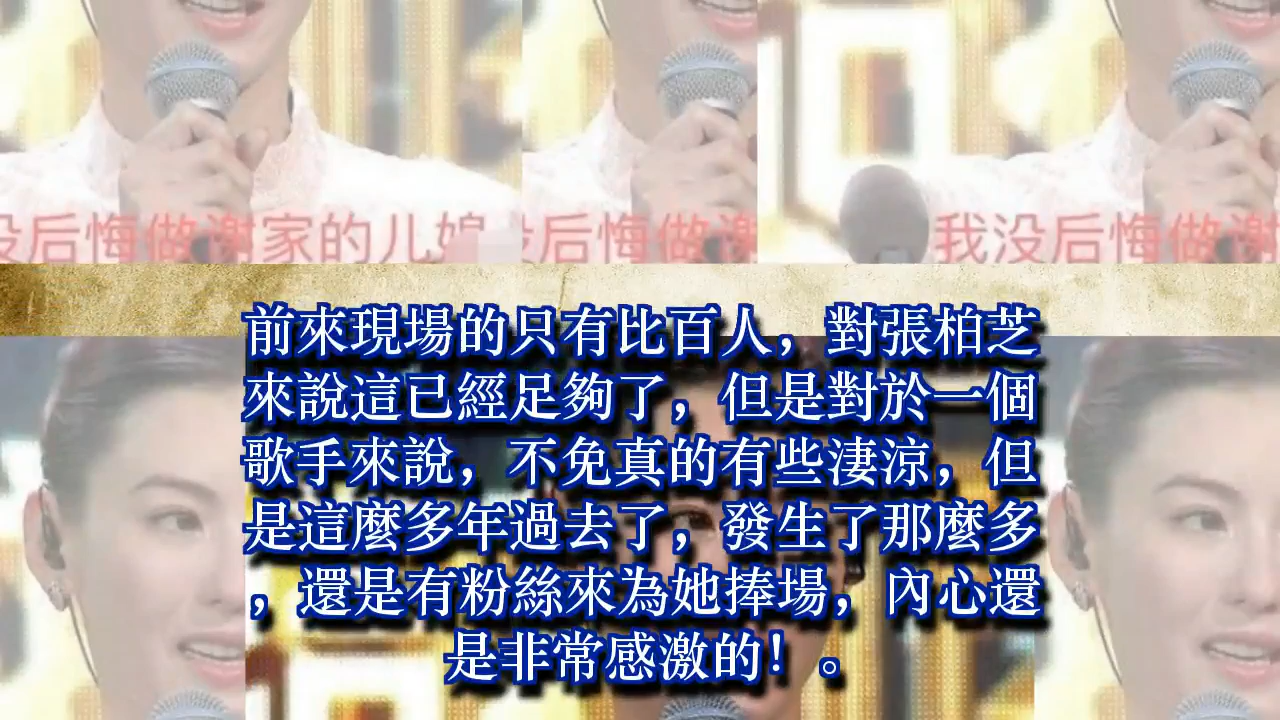 没后悔做谢家的儿媳
没后悔做谢
我没后悔做谢
前來現場的只有比百人，對張柏芝
來說這已經足夠了，但是對於一個
歌手來說，不免真的有些淒涼，但
是這麼多年過去了，發生了那麼多
，還是有粉絲來為她捧場，內心還
是非常感激的！。